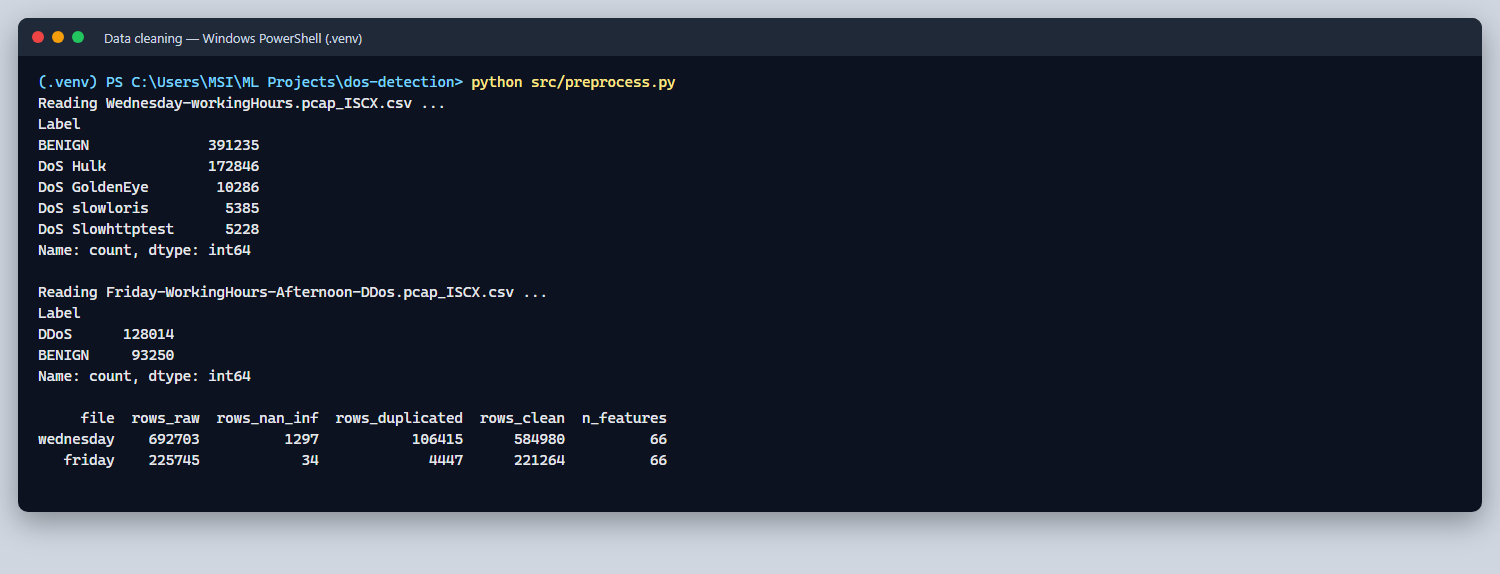 Data cleaning — Windows PowerShell (.venv)
(.venv) PS C:\Users\MSI\ML Projects\dos-detection> python src/preprocess.py
Reading Wednesday-workingHours.pcap_ISCX.csv ...
Label
BENIGN 391235
DoS Hulk 172846
DoS GoldenEye 10286
DoS slowloris 5385
DoS Slowhttptest 5228
Name: count, dtype: int64
Reading Friday-WorkingHours-Afternoon-DDos.pcap_ISCX.csv ...
Label
DDoS 128014
BENIGN 93250
Name: count, dtype: int64
file rows_raw rows_nan_inf rows_duplicated rows_clean n_features
wednesday 692703 1297 106415 584980 66
friday 225745 34 4447 221264 66